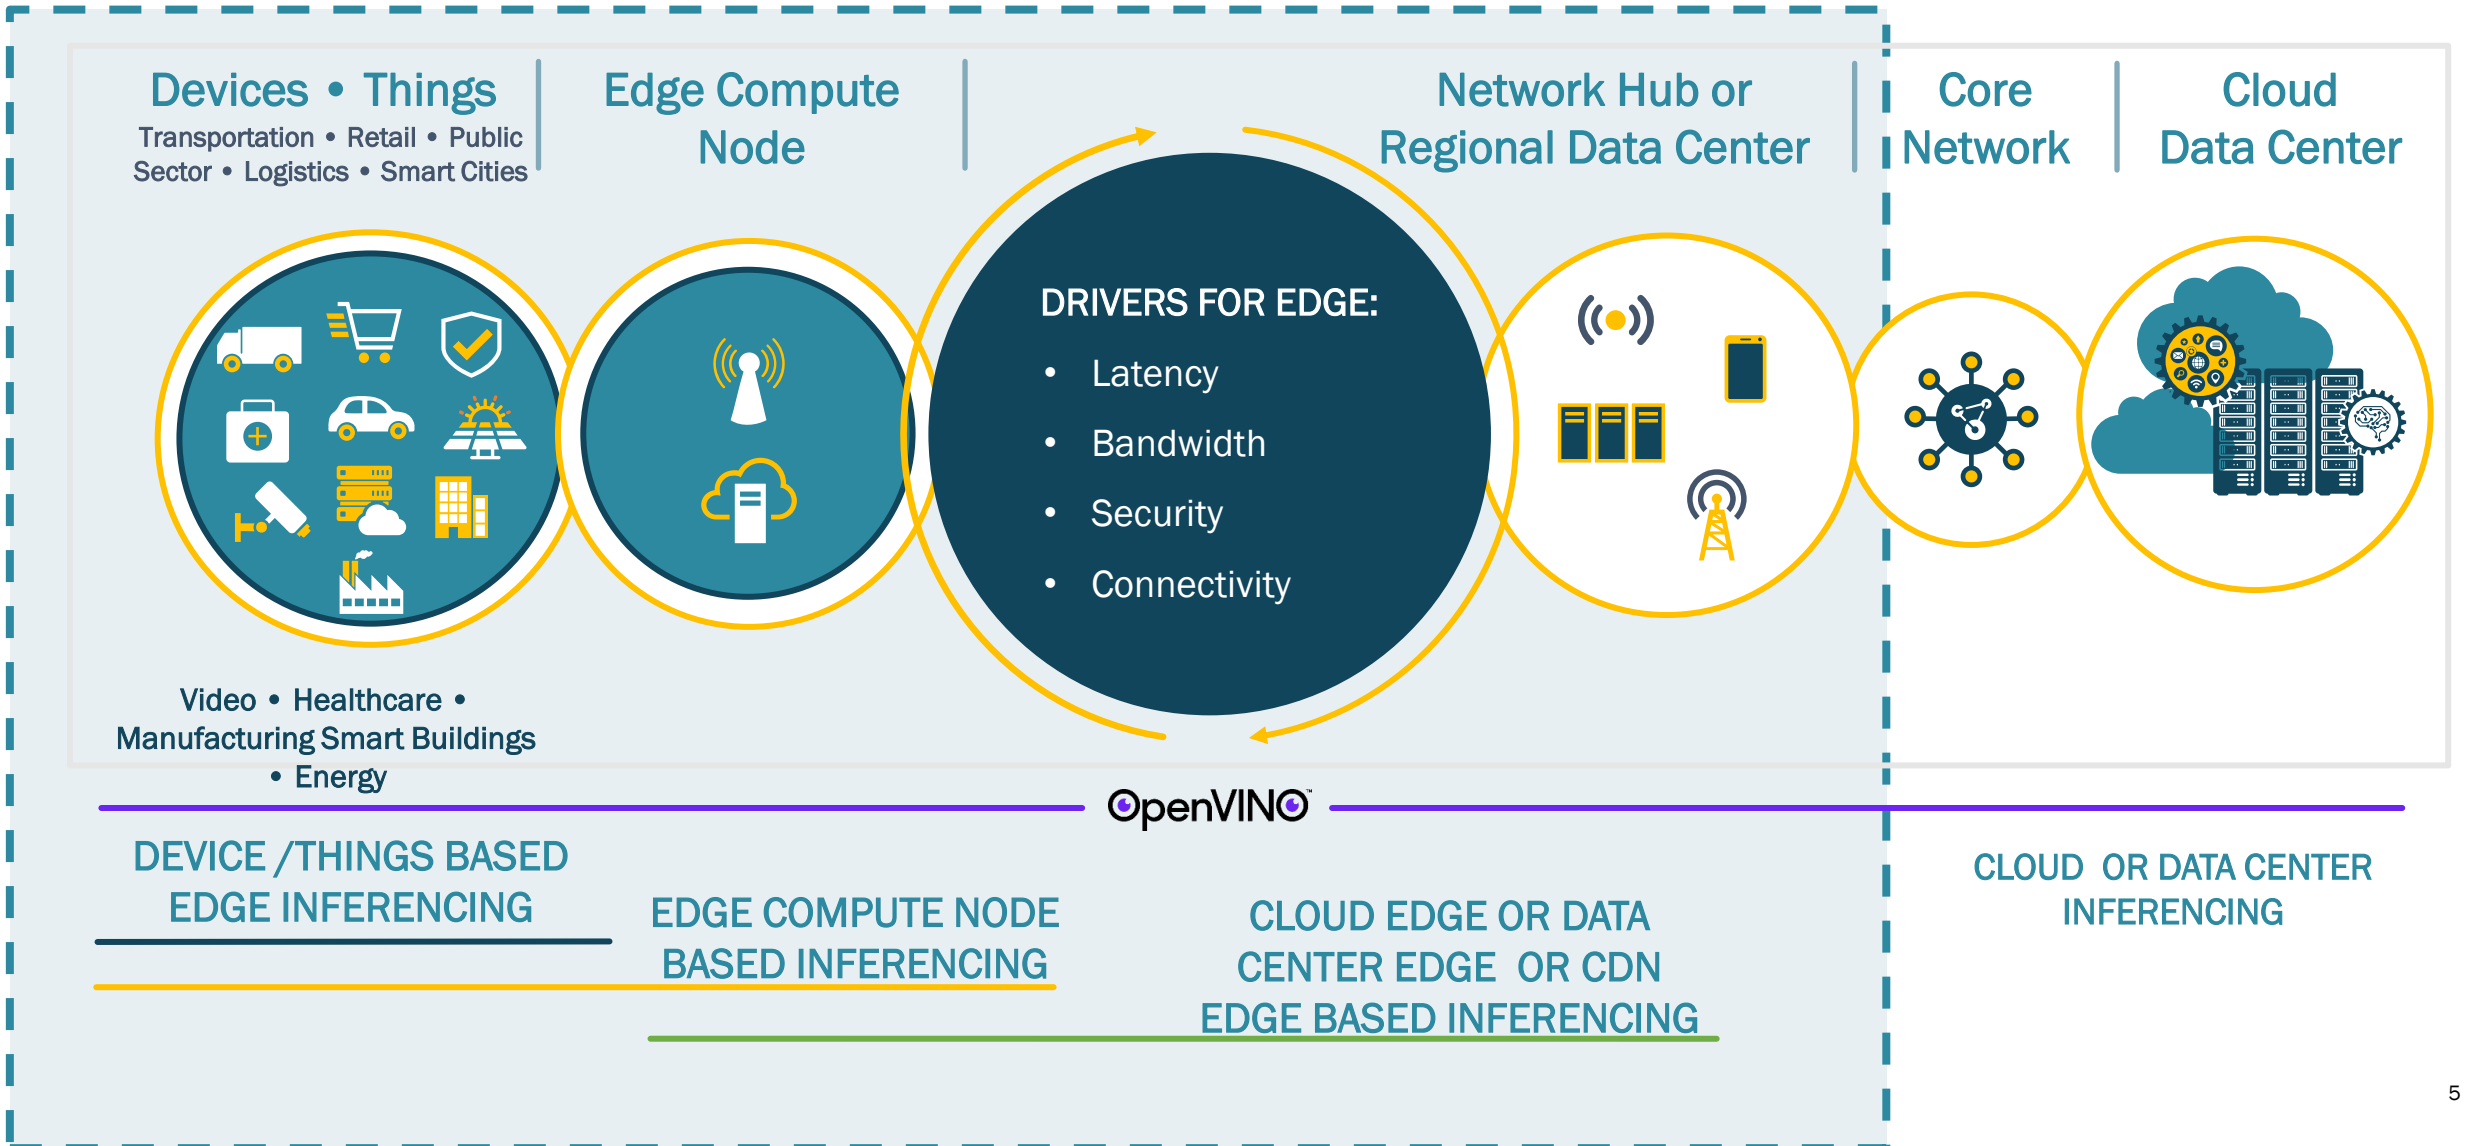 Devices • Things
Transportation • Retail • Public
Sector • Logistics • Smart Cities
Edge Compute
Node
Network Hub or
Regional Data Center
Core
Network
Cloud
Data Center
DRIVERS FOR EDGE:
• Latency
• Bandwidth
• Security
• Connectivity
Video • Healthcare •
Manufacturing Smart Buildings
• Energy
OpenVINO™
DEVICE /THINGS BASED
EDGE INFERENCING
EDGE COMPUTE NODE
BASED INFERENCING
CLOUD EDGE OR DATA
CENTER EDGE OR CDN
EDGE BASED INFERENCING
CLOUD OR DATA CENTER
INFERENCING
5